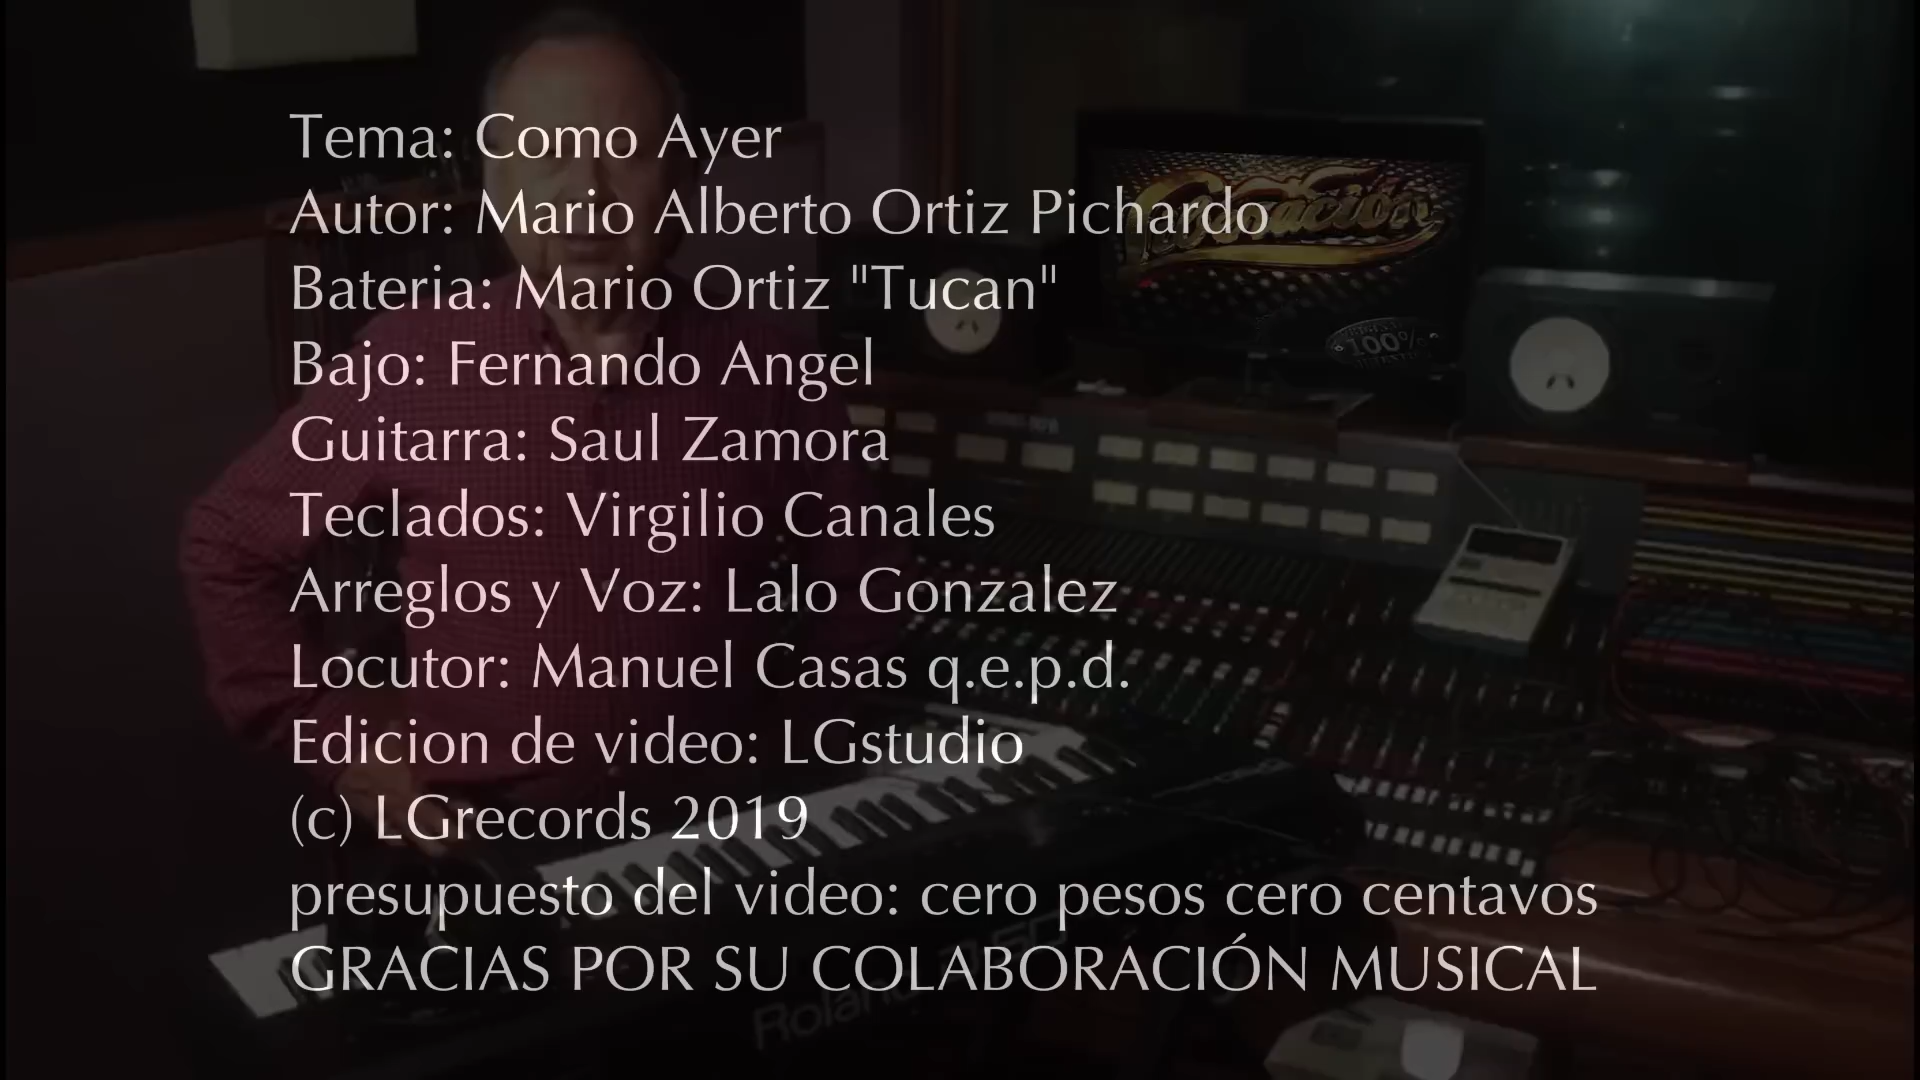 Tema: Como Ayer
Autor: Mario Alberto Ortiz Pichardo
Bateria: Mario Ortiz "Tucan"
Bajo: Fernando Angel
Guitarra: Saul Zamora
Teclados: Virgilio Canales
Arreglos y Voz: Lalo Gonzalez
Locutor: Manuel Casas q.e.p.d.
Edicion de video: LGstudio
(c) LGrecords 2019
presupuesto del video: cero pesos cero centavos
GRACIAS POR SU COLABORACIÓN MUSICAL
100%
Roland